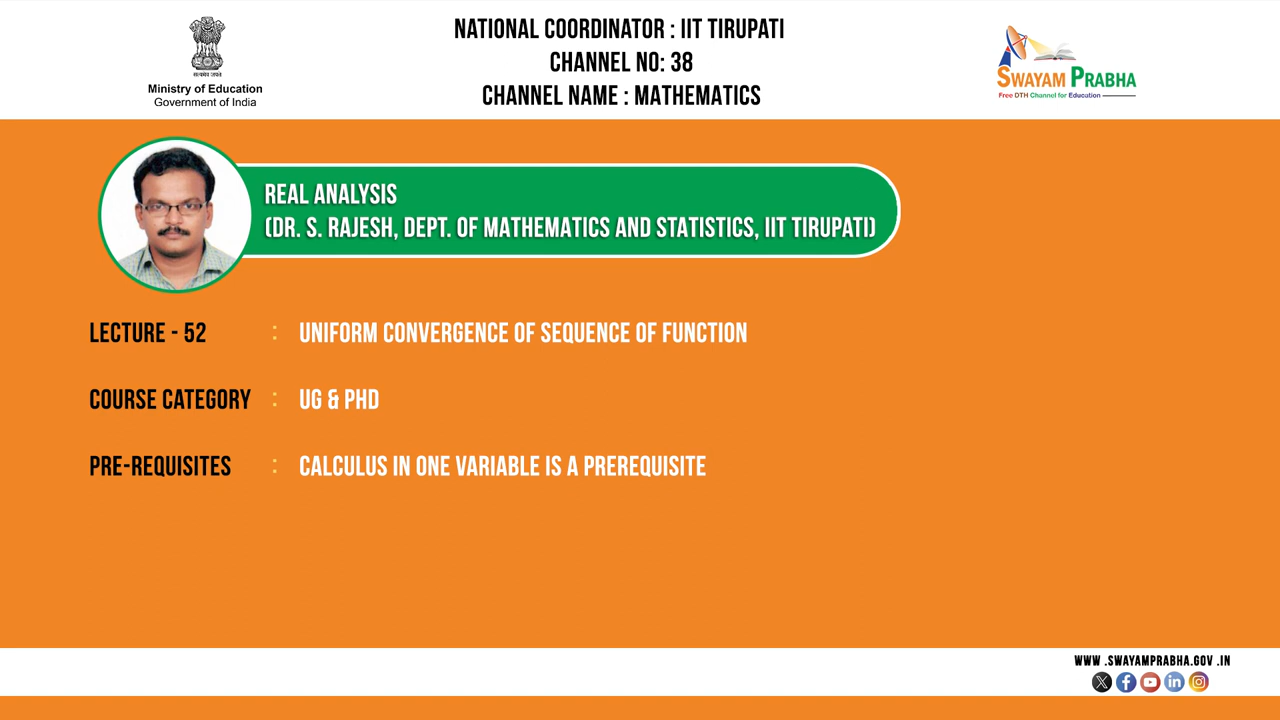 सत्यमेव जयते
Ministry of Education
Government of India
NATIONAL COORDINATOR : IIT TIRUPATI
CHANNEL NO: 38
CHANNEL NAME : MATHEMATICS
SWAYAM PRABHA
Free DTH Channel for Education
REAL ANALYSIS
(DR. S. RAJESH, DEPT. OF MATHEMATICS AND STATISTICS, IIT TIRUPATI)
LECTURE - 52 : UNIFORM CONVERGENCE OF SEQUENCE OF FUNCTION
COURSE CATEGORY : UG & PHD
PRE-REQUISITES : CALCULUS IN ONE VARIABLE IS A PREREQUISITE
WWW .SWAYAMPRABHA.GOV .IN